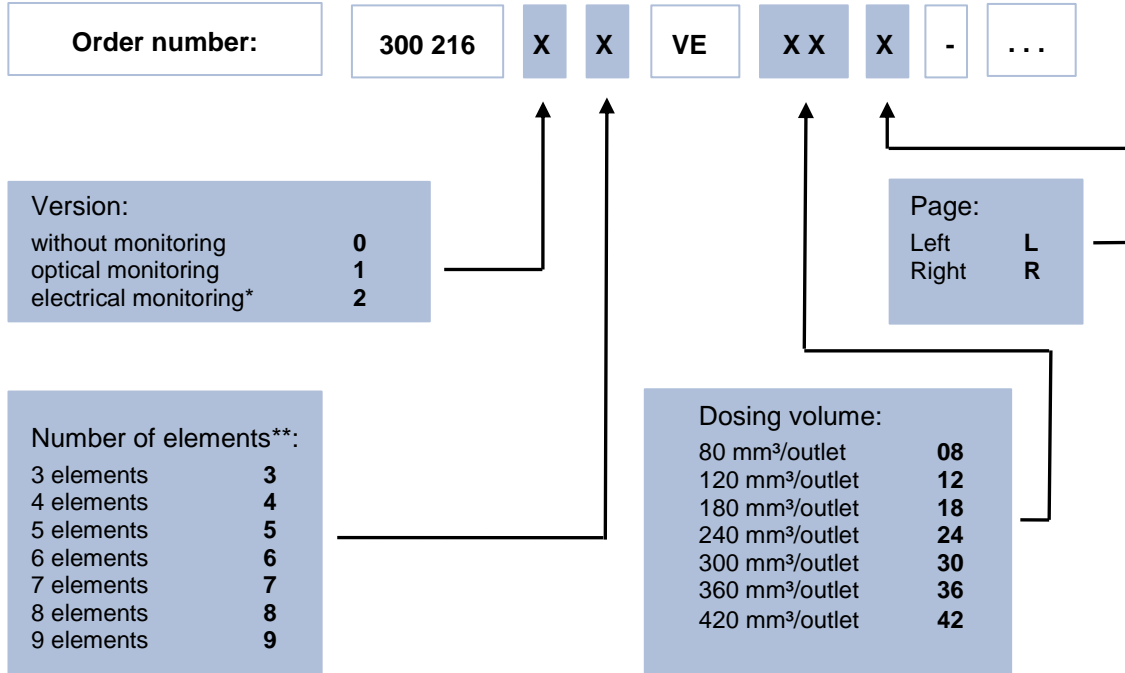 Order number: 300 216 X X VE X X X - . . .
Version:
without monitoring 0
optical monitoring 1
electrical monitoring* 2
Page:
Left L
Right R
Number of elements**:
3 elements 3
4 elements 4
5 elements 5
6 elements 6
7 elements 7
8 elements 8
9 elements 9
Dosing volume:
80 mm³/outlet 08
120 mm³/outlet 12
180 mm³/outlet 18
240 mm³/outlet 24
300 mm³/outlet 30
360 mm³/outlet 36
420 mm³/outlet 42